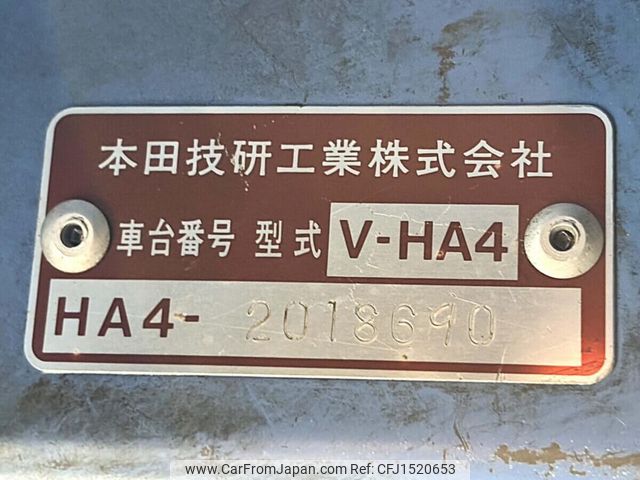 本田技研工業株式会社
車台番号 型式 V-HA4
HA4- 2018690
www.CarFromJapan.com | CFJ1520653